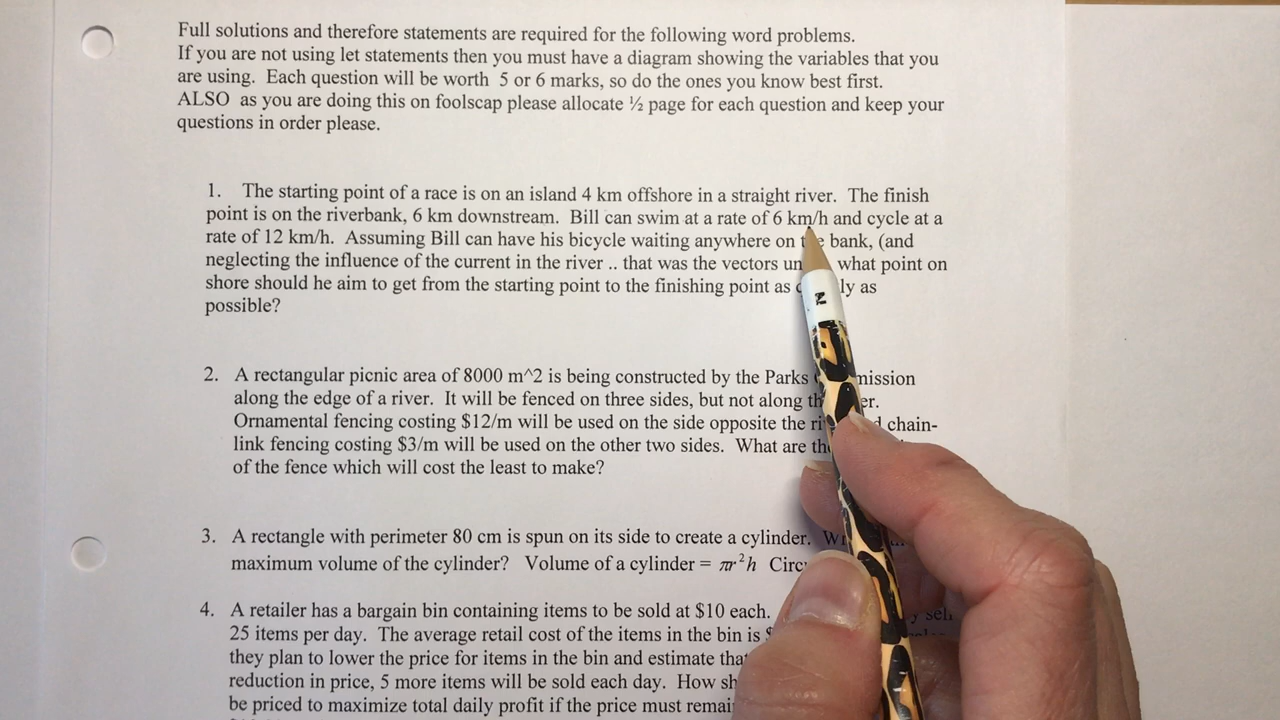 Full solutions and therefore statements are required for the following word problems.
If you are not using let statements then you must have a diagram showing the variables that you
are using. Each question will be worth 5 or 6 marks, so do the ones you know best first.
ALSO as you are doing this on foolscap please allocate ½ page for each question and keep your
questions in order please.
1. The starting point of a race is on an island 4 km offshore in a straight river. The finish
point is on the riverbank, 6 km downstream. Bill can swim at a rate of 6 km/h and cycle at a
rate of 12 km/h. Assuming Bill can have his bicycle waiting anywhere on bank, (and
neglecting the influence of the current in the river .. that was the vectors what point on
shore should he aim to get from the starting point to the finishing point as as
possible?
2. A rectangular picnic area of 8000 m^2 is being constructed by the Parks
along the edge of a river. It will be fenced on three sides, but not along
Ornamental fencing costing $12/m will be used on the side opposite the chain-
link fencing costing $3/m will be used on the other two sides. What are
of the fence which will cost the least to make?
3. A rectangle with perimeter 80 cm is spun on its side to create a cylinder.
maximum volume of the cylinder? Volume of a cylinder = πr²h
4. A retailer has a bargain bin containing items to be sold at $10 each.
25 items per day. The average retail cost of the items in the bin is
they plan to lower the price for items in the bin and estimate
reduction in price, 5 more items will be sold each day. How
be priced to maximize total daily profit if the price must
N